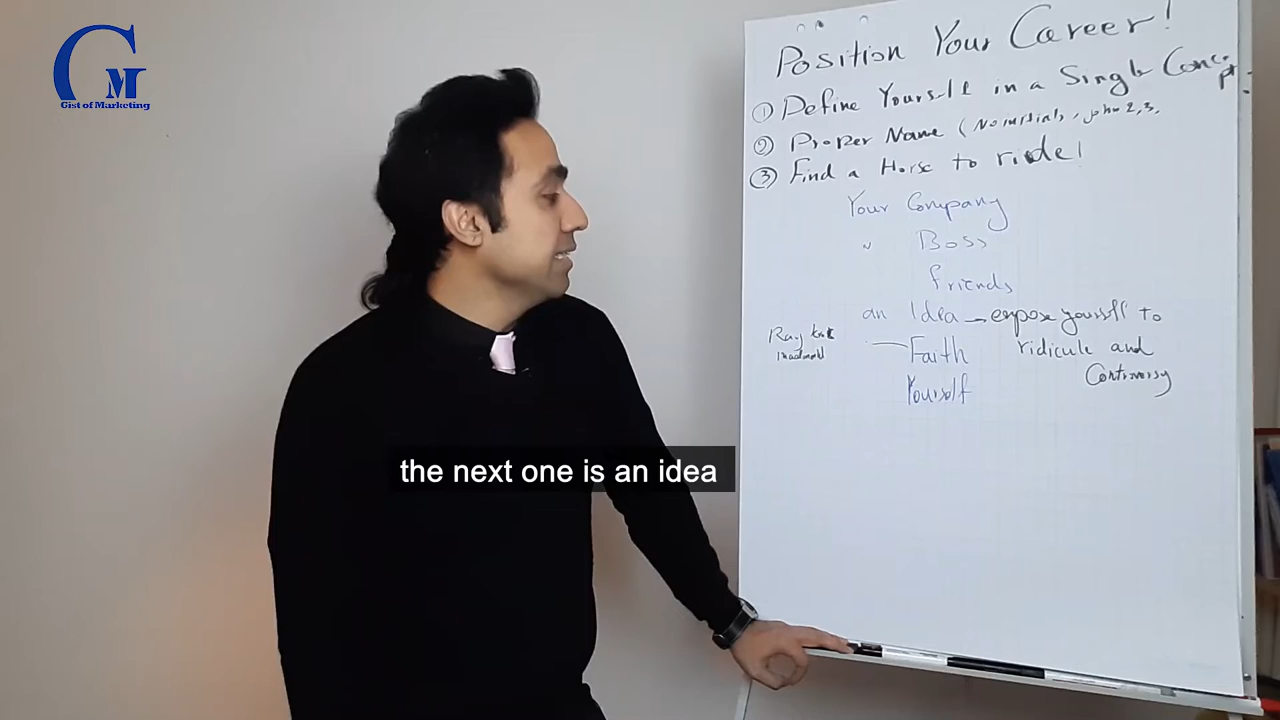 GM
Gist of Marketing
Position Your Career!
① Define Yourself in a Single Concept.
② Proper Name (No initials, john 2,3,
③ Find a Horse to ride!
Your Company
" Boss
friends
an Idea → expose yourself to
ridicule and
Controversy
Ray
Faith
Yourself
the next one is an idea